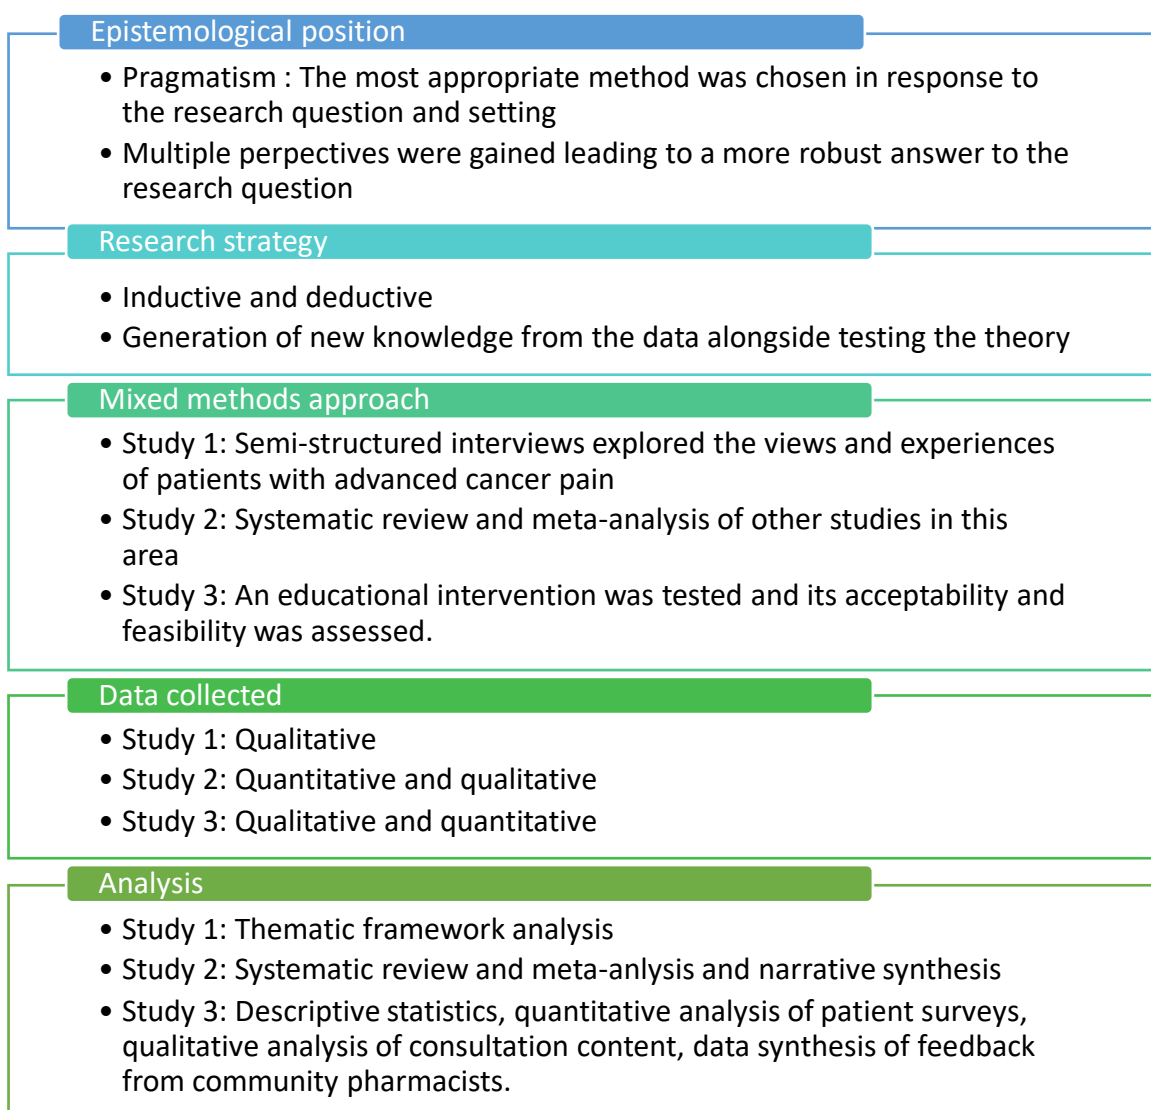 Epistemological position
• Pragmatism : The most appropriate method was chosen in response to
the research question and setting
• Multiple perpectives were gained leading to a more robust answer to the
research question
Research strategy
• Inductive and deductive
• Generation of new knowledge from the data alongside testing the theory
Mixed methods approach
• Study 1: Semi-structured interviews explored the views and experiences
of patients with advanced cancer pain
• Study 2: Systematic review and meta-analysis of other studies in this
area
• Study 3: An educational intervention was tested and its acceptability and
feasibility was assessed.
Data collected
• Study 1: Qualitative
• Study 2: Quantitative and qualitative
• Study 3: Qualitative and quantitative
Analysis
• Study 1: Thematic framework analysis
• Study 2: Systematic review and meta-anlysis and narrative synthesis
• Study 3: Descriptive statistics, quantitative analysis of patient surveys,
qualitative analysis of consultation content, data synthesis of feedback
from community pharmacists.